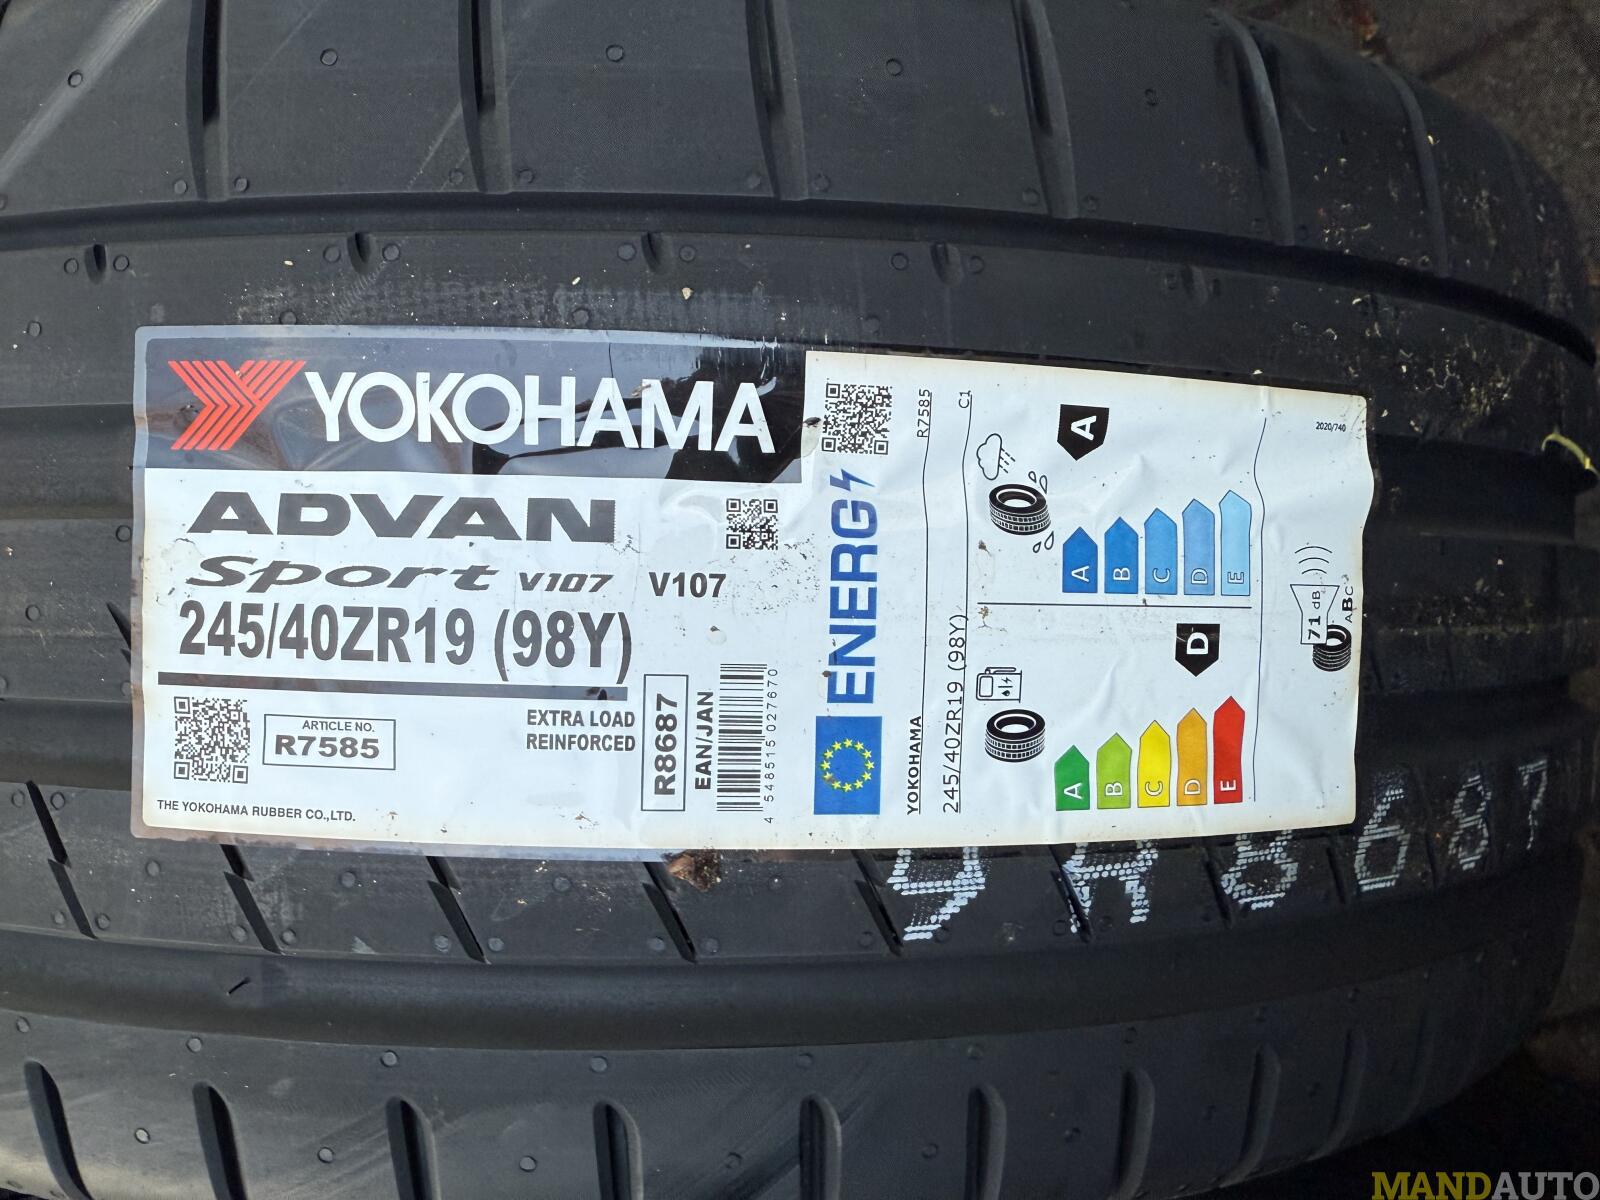 YOKOHAMA
ADVAN
Sport V107 V107
245/40ZR19 (98Y)
EXTRA LOAD
REINFORCED
ARTICLE NO.
R7585
THE YOKOHAMA RUBBER CO.,LTD.
R8687
EAN/JAN
4 548515 027670
ENERG
YOKOHAMA
R7585
245/40ZR19 (98Y)
C1
A
A
B
C
D
E
D
A
B
C
D
E
71 dB
ABC
2020/740
MANDAUTO